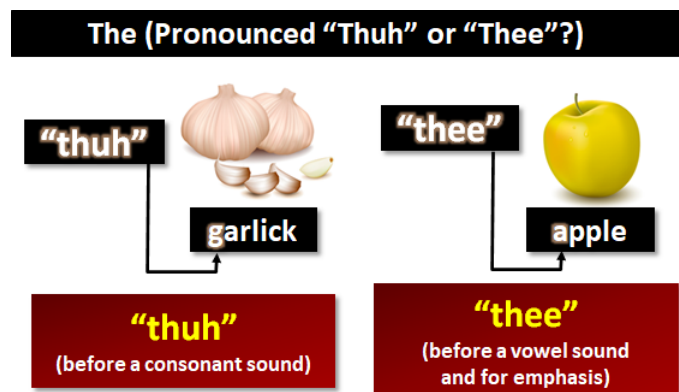 The (Pronounced “Thuh” or “Thee”?)
“thuh”
garlick
“thuh”
(before a consonant sound)
“thee”
apple
“thee”
(before a vowel sound
and for emphasis)